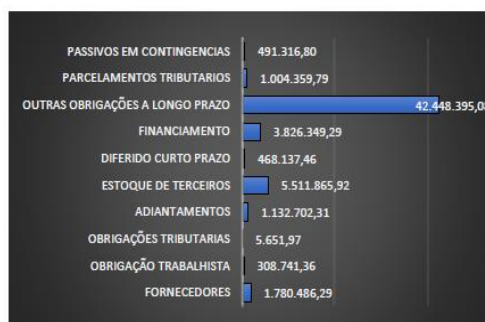 PASSIVOS EM CONTINGENCIAS 491.316,80
PARCELAMENTOS TRIBUTARIOS 1.004.359,79
OUTRAS OBRIGAÇÕES A LONGO PRAZO 42.448.395,08
FINANCIAMENTO 3.826.349,29
DIFERIDO CURTO PRAZO 468.137,46
ESTOQUE DE TERCEIROS 5.511.865,92
ADIANTAMENTOS 1.132.702,31
OBRIGAÇÕES TRIBUTARIAS 5.651,97
OBRIGAÇÃO TRABALHISTA 308.741,36
FORNECEDORES 1.780.486,29